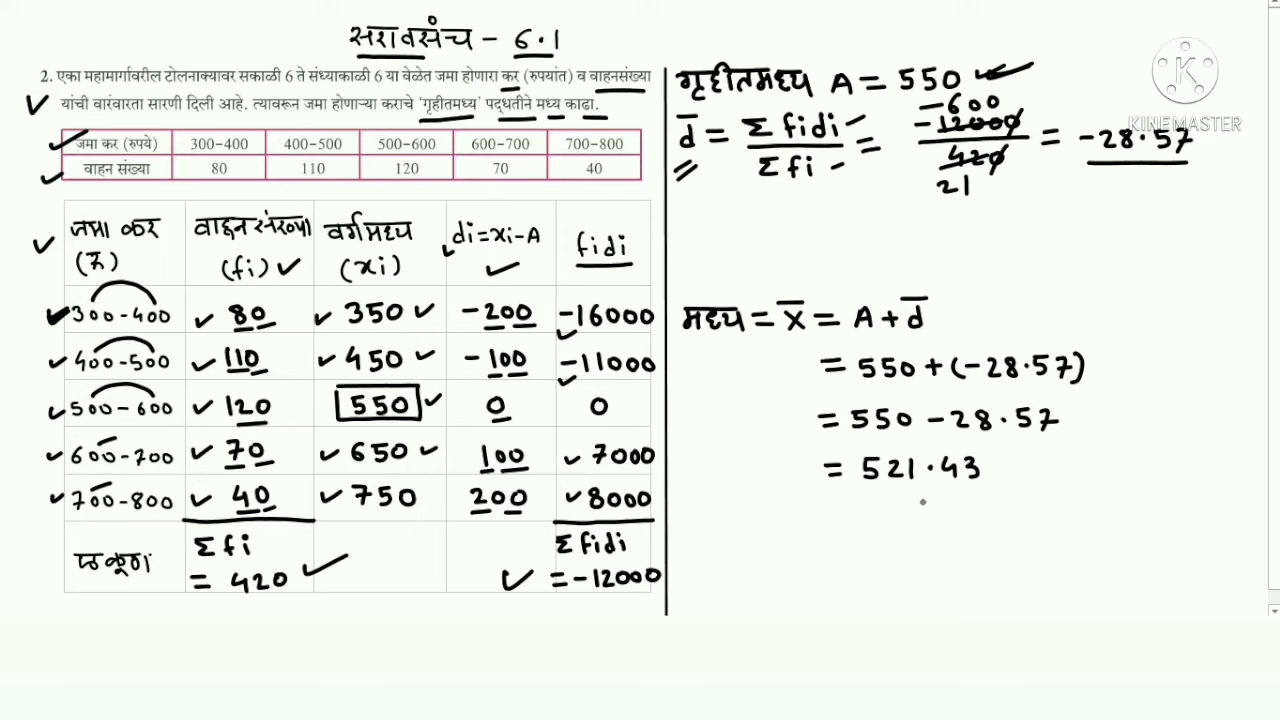 सरावसंच - 6.1
2. एका महामार्गावरील टोलनाक्यावर सकाळी 6 ते संध्याकाळी 6 या वेळेत जमा होणारा कर (रुपयांत) व वाहनसंख्या
यांची वारंवारता सारणी दिली आहे. त्यावरून जमा होणाऱ्या कराचे 'गृहीतमध्य' पद्धतीने मध्य काढा.
जमा कर (रुपये) 300-400 400-500 500-600 600-700 700-800
वाहन संख्या 80 110 120 70 40
जमा कर (₹) वाहन संख्या (fi) वर्गमध्य (xi) di=xi-A fidi
300-400 80 350 -200 -16000
400-500 110 450 -100 -11000
500-600 120 550 0 0
600-700 70 650 100 7000
700-800 40 750 200 8000
एकूण Σfi = 420 Σfidi = -12000
गृहीतमध्य A = 550
-600
d̄ = Σfidi / Σfi = -12000 / 420 = -28.57
21
मध्य = X̄ = A + d̄
= 550 + (-28.57)
= 550 - 28.57
= 521.43
K
KINEMASTER